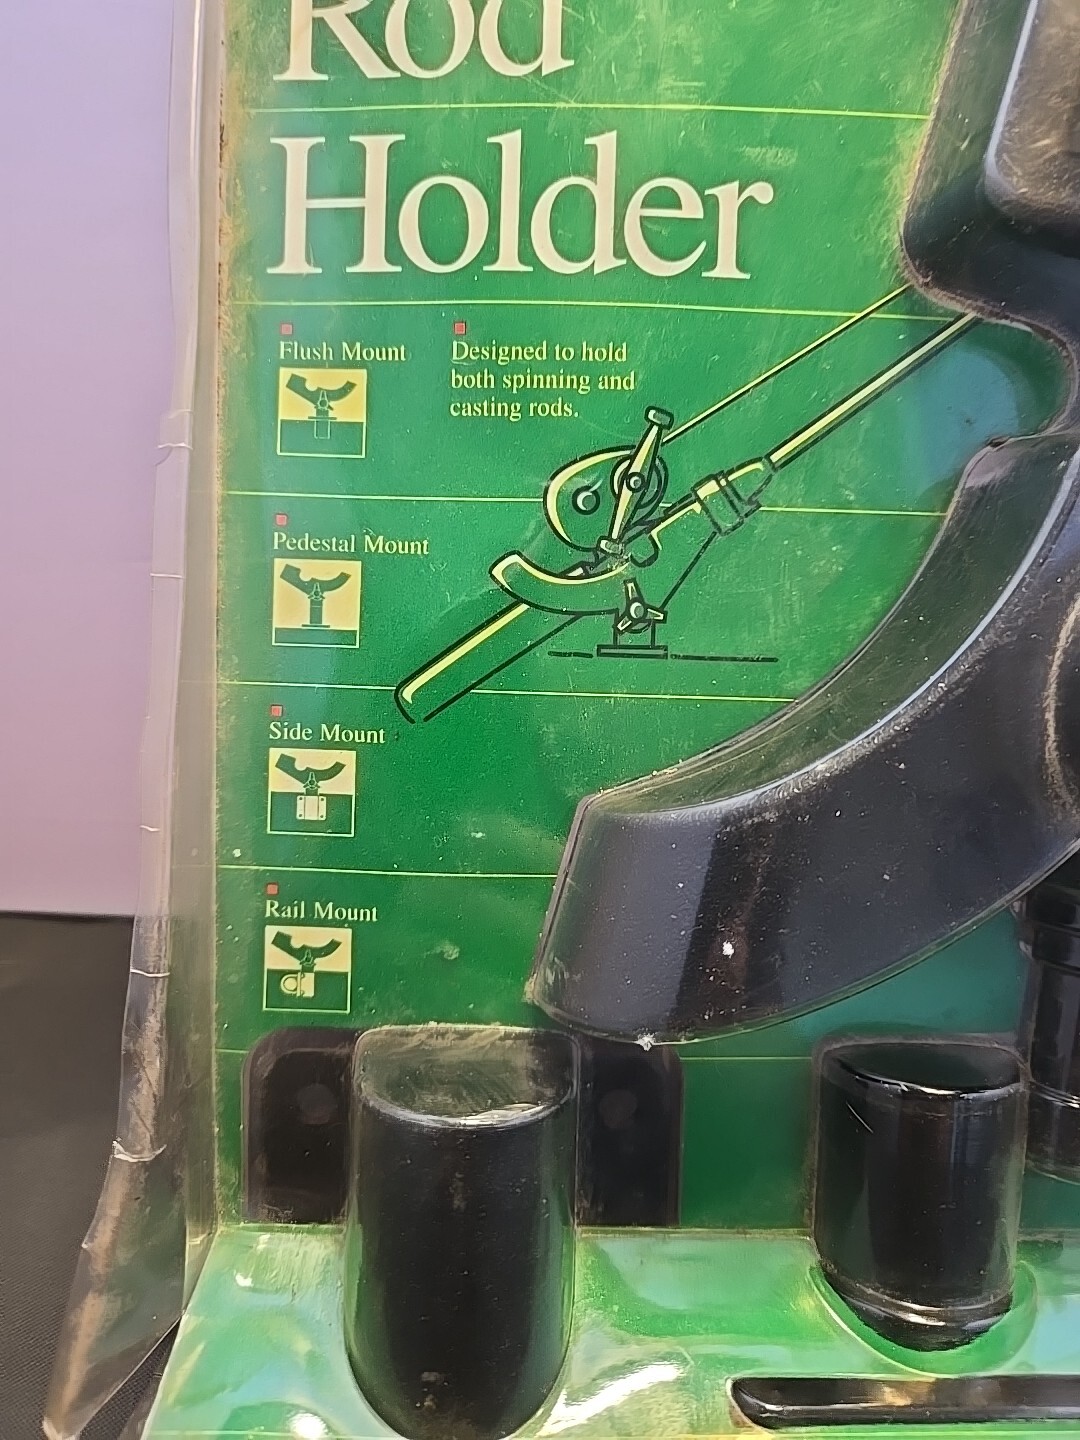 Rod
Holder
Flush Mount
Designed to hold
both spinning and
casting rods.
Pedestal Mount
Side Mount
Rail Mount